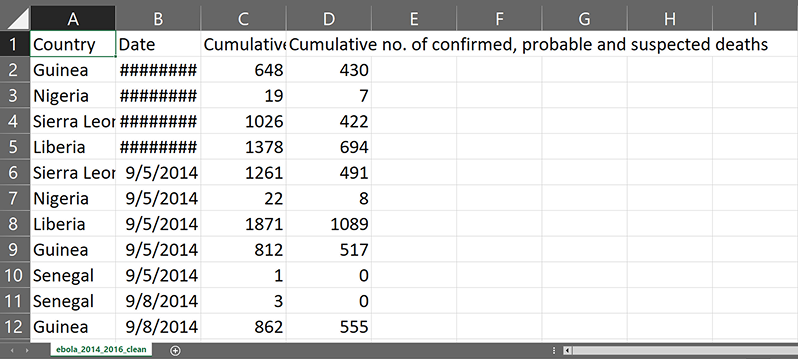 A B C D E F G H I
1 Country Date Cumulative Cumulative no. of confirmed, probable and suspected deaths
2 Guinea ######## 648 430
3 Nigeria ######## 19 7
4 Sierra Leon ######## 1026 422
5 Liberia ######## 1378 694
6 Sierra Leon 9/5/2014 1261 491
7 Nigeria 9/5/2014 22 8
8 Liberia 9/5/2014 1871 1089
9 Guinea 9/5/2014 812 517
10 Senegal 9/5/2014 1 0
11 Senegal 9/8/2014 3 0
12 Guinea 9/8/2014 862 555
ebola_2014_2016_clean